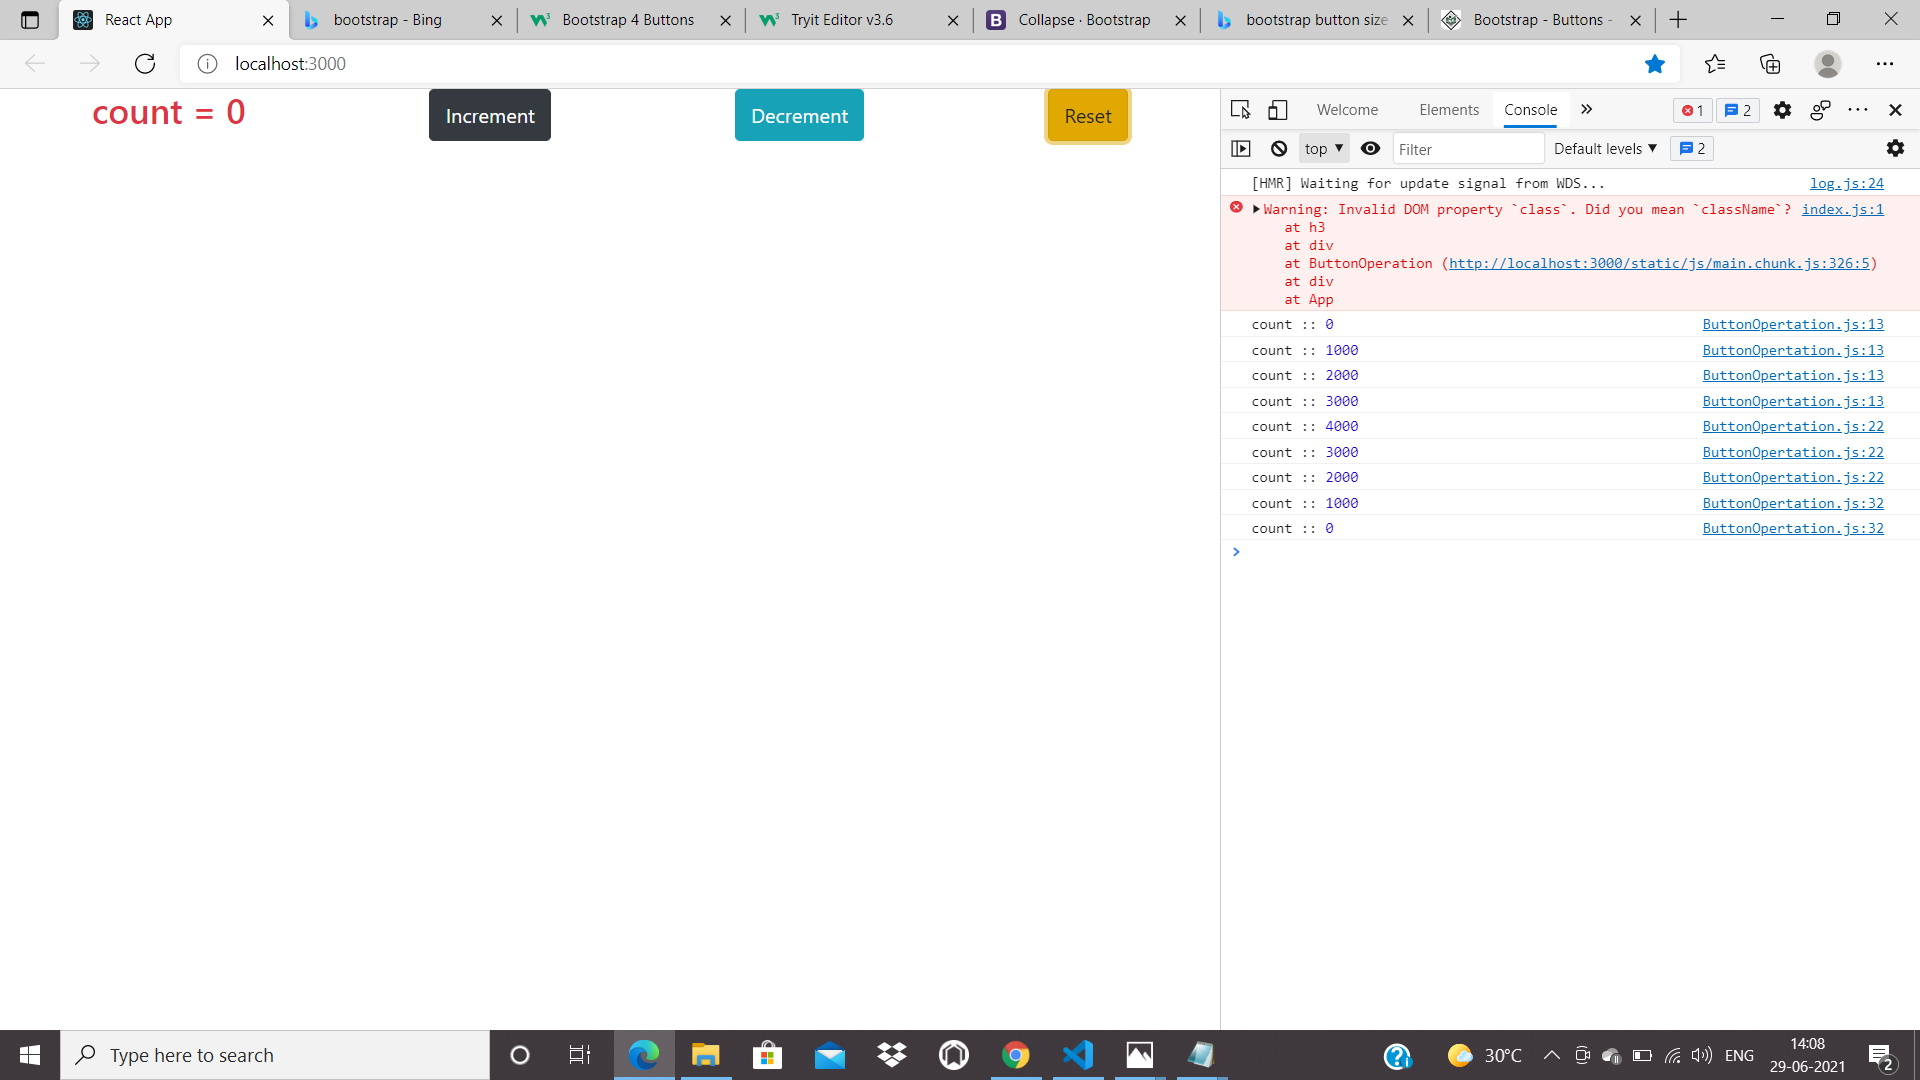 React App
bootstrap - Bing
Bootstrap 4 Buttons
Tryit Editor v3.6
Collapse · Bootstrap
bootstrap button size
Bootstrap - Buttons -
localhost:3000
count = 0
Increment
Decrement
Reset
Welcome
Elements
Console
1
2
top
Filter
Default levels
2
[HMR] Waiting for update signal from WDS... log.js:24
Warning: Invalid DOM property `class`. Did you mean `className`? index.js:1
at h3
at div
at ButtonOperation (http://localhost:3000/static/js/main.chunk.js:326:5)
at div
at App
count :: 0 ButtonOpertation.js:13
count :: 1000 ButtonOpertation.js:13
count :: 2000 ButtonOpertation.js:13
count :: 3000 ButtonOpertation.js:13
count :: 4000 ButtonOpertation.js:22
count :: 3000 ButtonOpertation.js:22
count :: 2000 ButtonOpertation.js:22
count :: 1000 ButtonOpertation.js:32
count :: 0 ButtonOpertation.js:32
Type here to search
30°C
ENG
14:08
29-06-2021
2